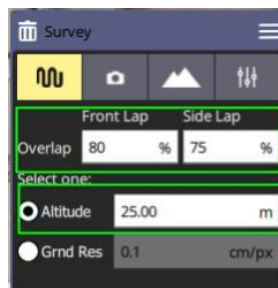 Survey
Front Lap Side Lap
Overlap 80 % 75 %
Select one:
Altitude 25.00 m
Grnd Res 0.1 cm/px